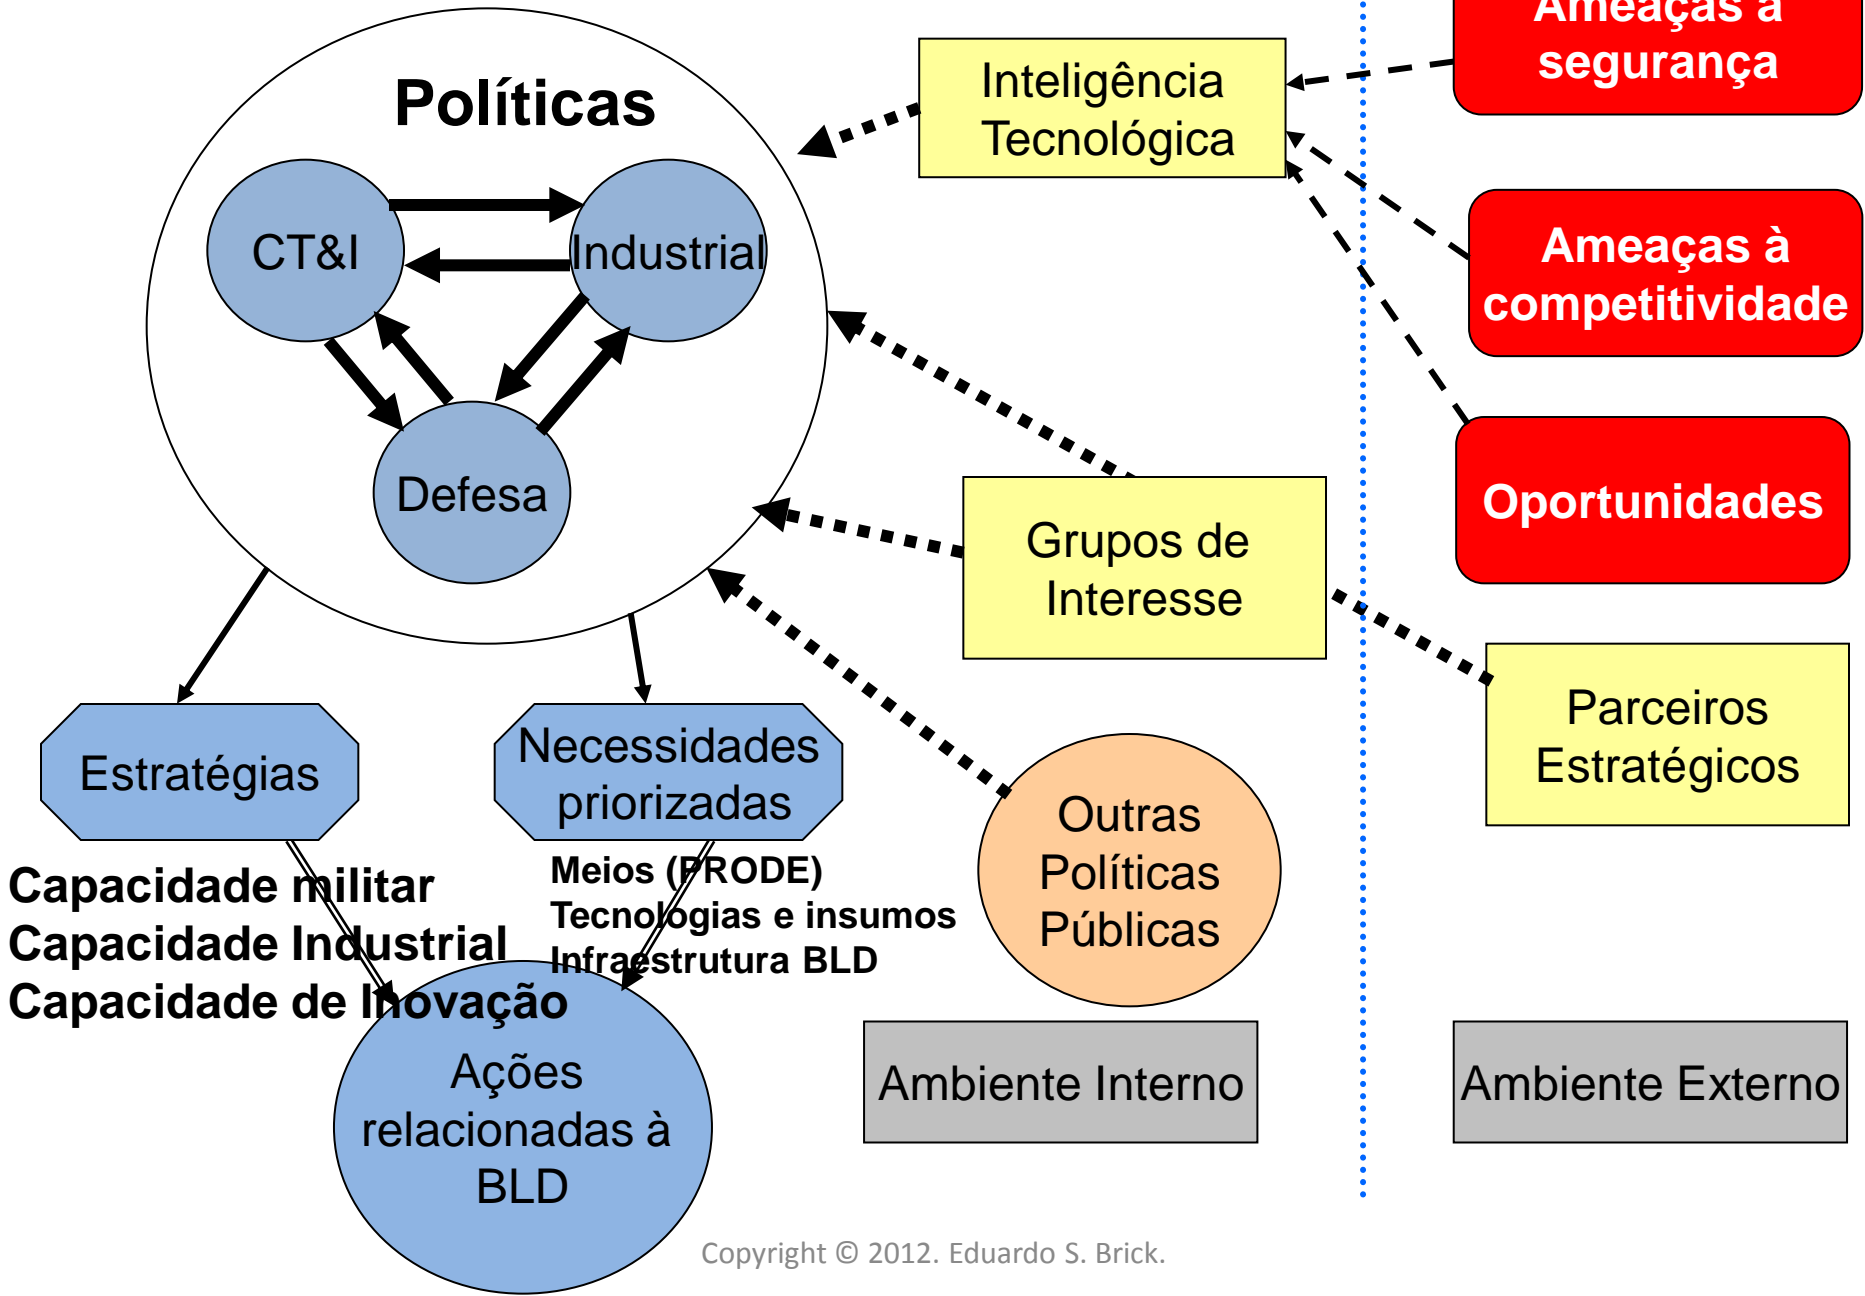 Políticas
CT&I
Industrial
Defesa
Inteligência
Tecnológica
Ameaças à
segurança
Ameaças à
competitividade
Oportunidades
Grupos de
Interesse
Parceiros
Estratégicos
Estratégias
Necessidades
priorizadas
Outras
Políticas
Públicas
Capacidade militar
Capacidade Industrial
Capacidade de Inovação
Meios (PRODE)
Tecnologias e insumos
Infraestrutura BLD
Ações
relacionadas à
BLD
Ambiente Interno
Ambiente Externo
Copyright © 2012. Eduardo S. Brick.